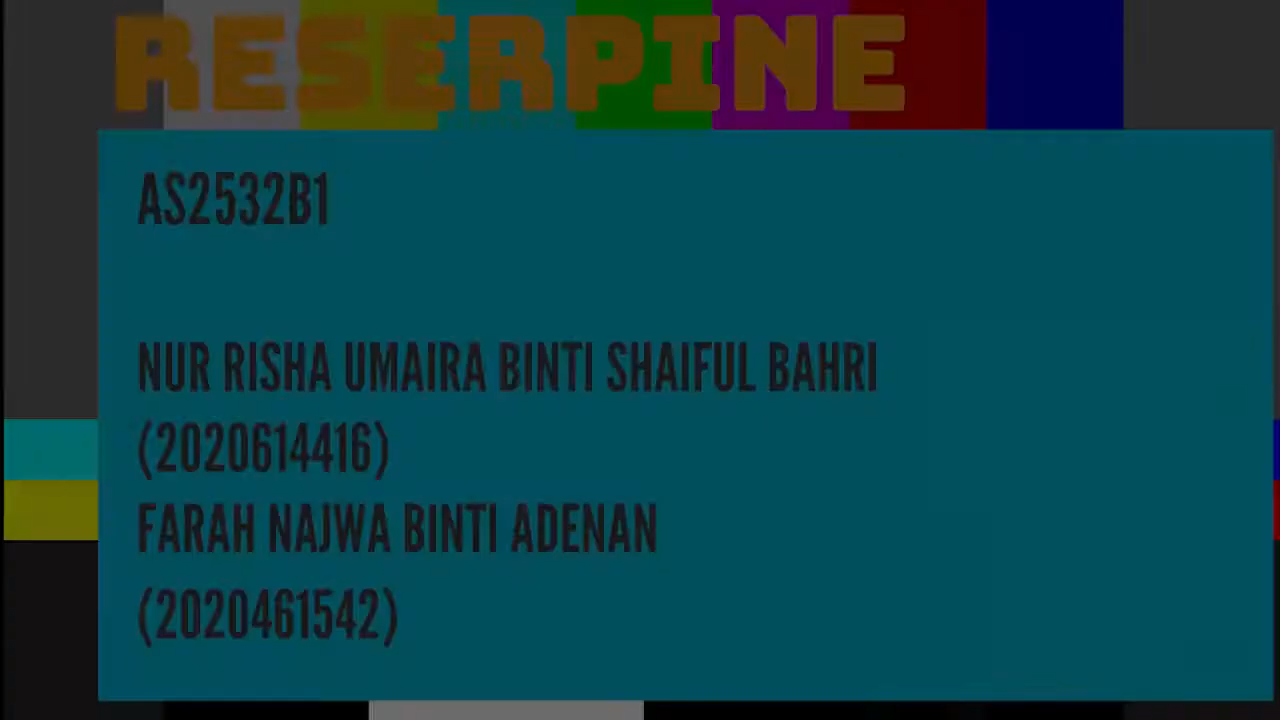 RESERPINE
AS2532B1
NUR RISHA UMAIRA BINTI SHAIFUL BAHRI
(2020614416)
FARAH NAJWA BINTI ADENAN
(2020461542)